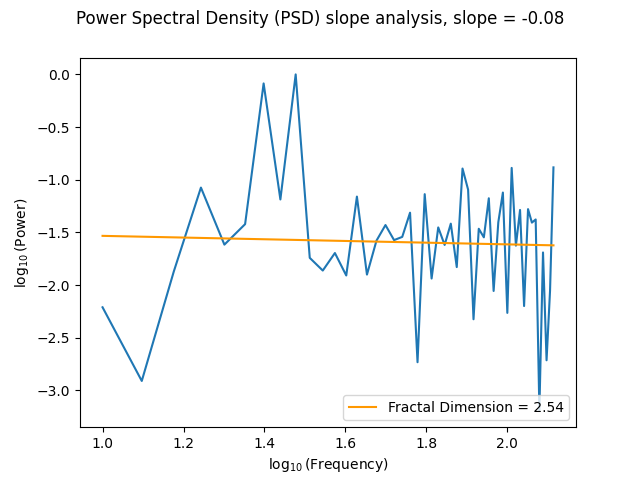 Power Spectral Density (PSD) slope analysis, slope = -0.08
0.0
−0.5
−1.0
−1.5
−2.0
−2.5
−3.0
log₁₀(Power)
Fractal Dimension = 2.54
1.0 1.2 1.4 1.6 1.8 2.0
log₁₀(Frequency)